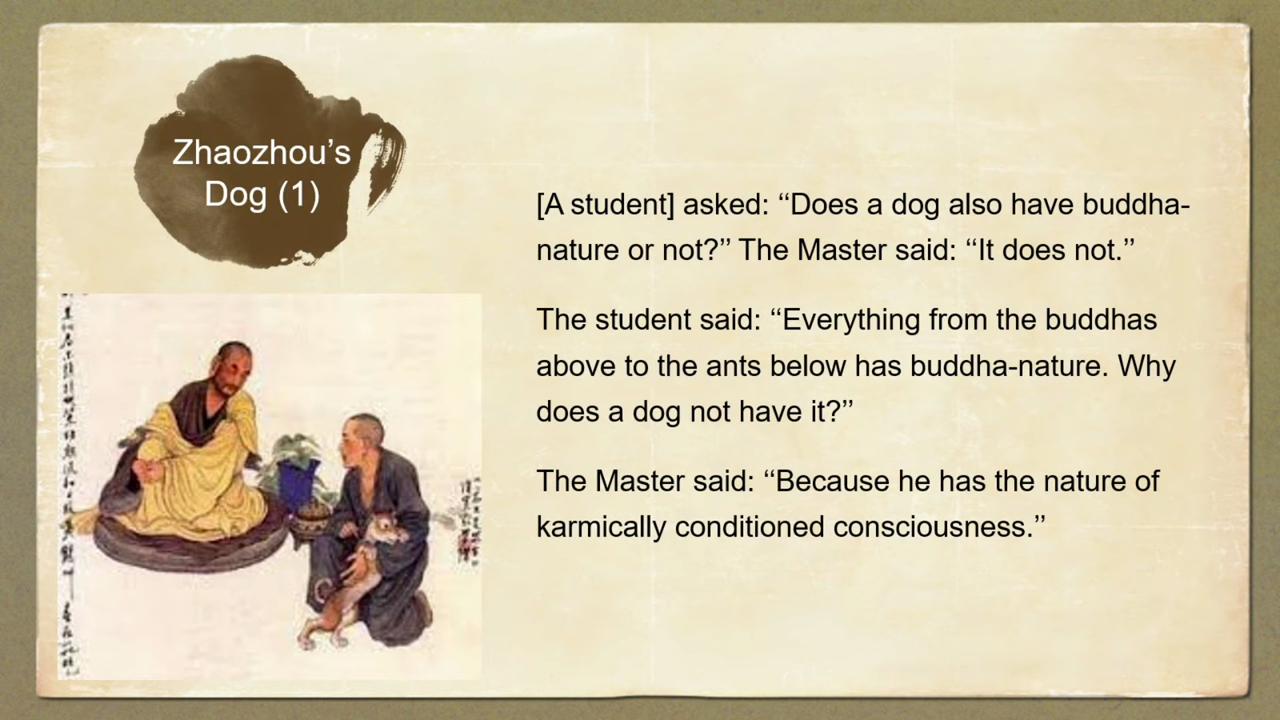 Zhaozhou’s
Dog (1)
[A student] asked: “Does a dog also have buddha-
nature or not?” The Master said: “It does not.”
The student said: “Everything from the buddhas
above to the ants below has buddha-nature. Why
does a dog not have it?”
The Master said: “Because he has the nature of
karmically conditioned consciousness.”